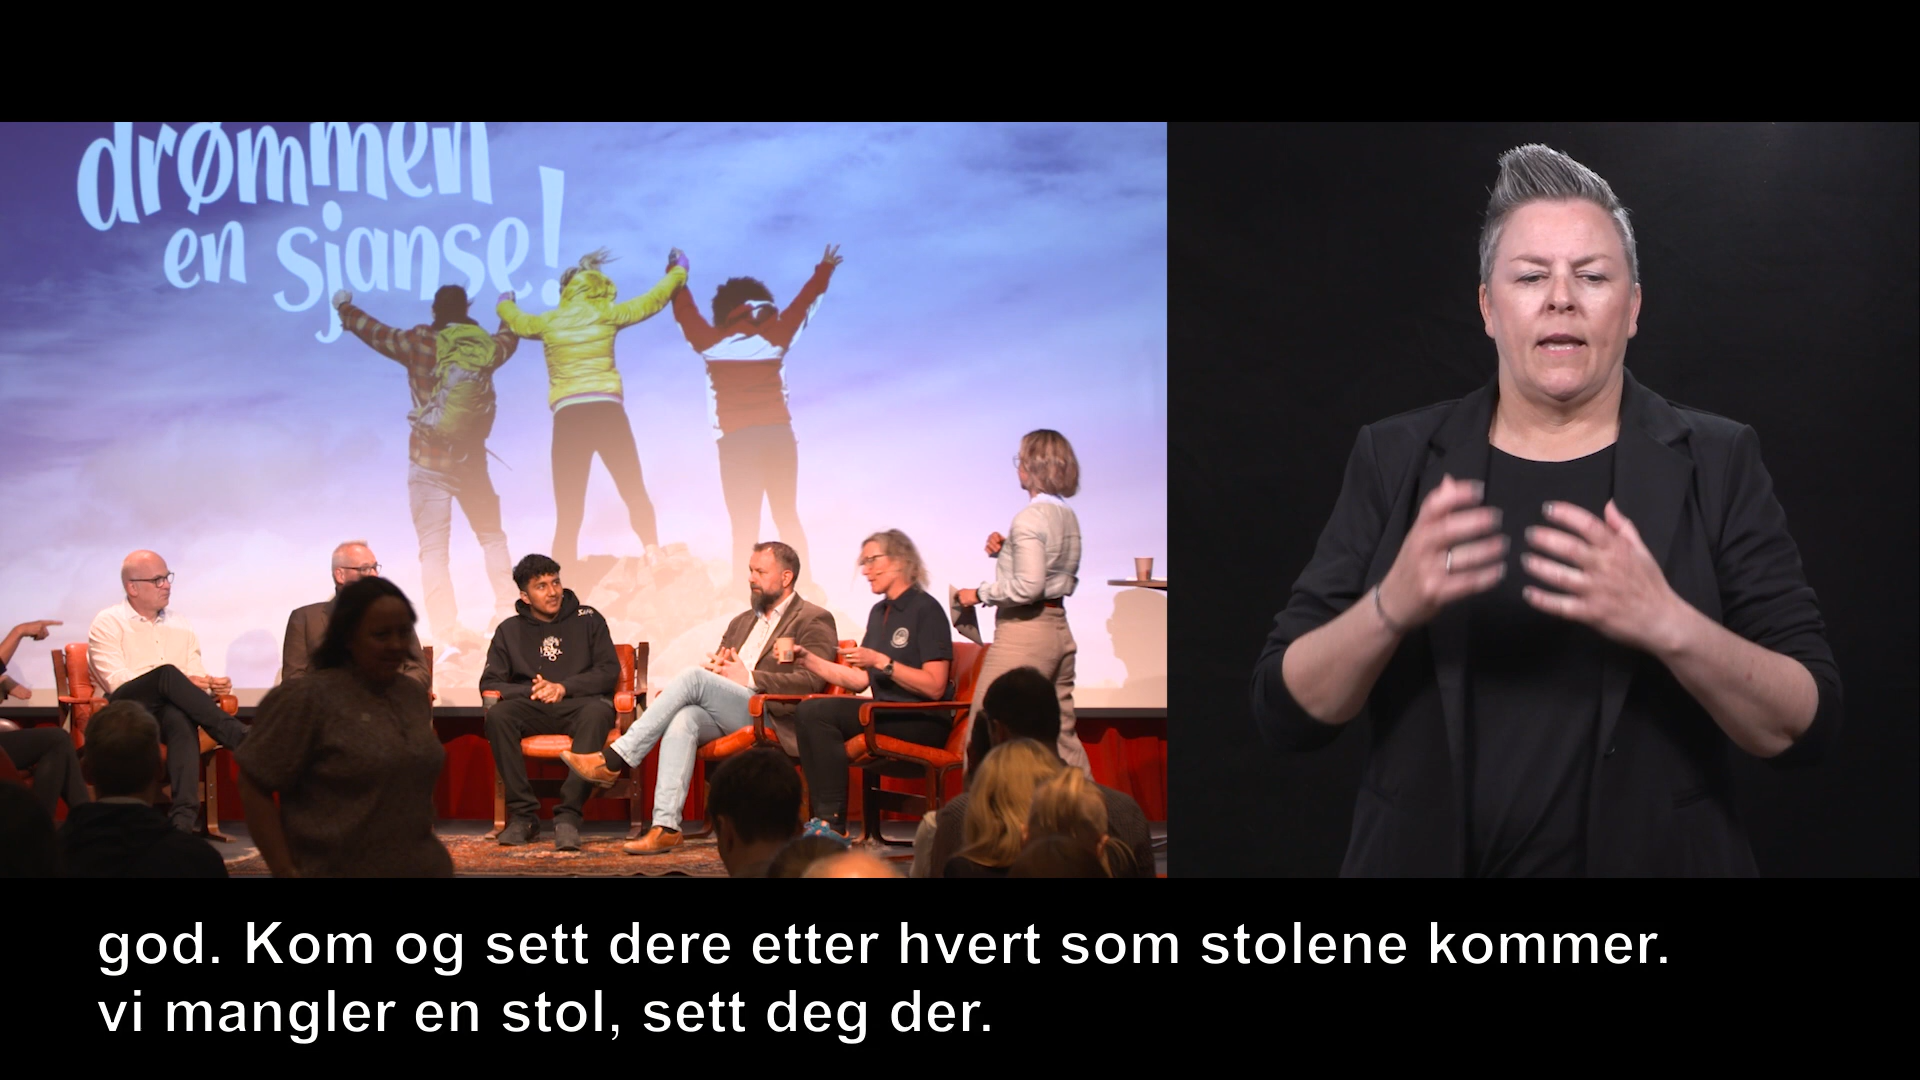 drømmen
en sjanse!
god. Kom og sett dere etter hvert som stolene kommer.
vi mangler en stol, sett deg der.